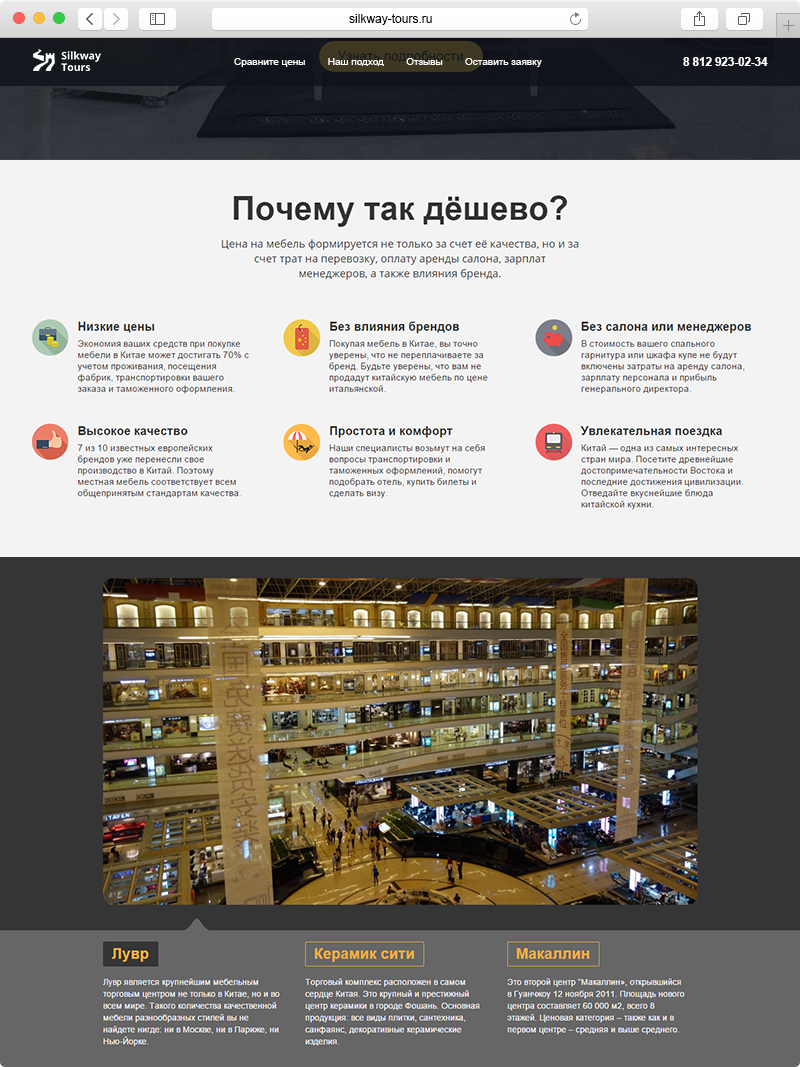 silkway-tours.ru
Silkway
Tours
Узнать подробности
Сравните цены
Наш подход
Отзывы
Оставить заявку
8 812 923-02-34
Почему так дёшево?
Цена на мебель формируется не только за счет её качества, но и за
счет трат на перевозку, оплату аренды салона, зарплат
менеджеров, а также влияния бренда.
Низкие цены
Экономия ваших средств при покупке
мебели в Китае может достигать 70% с
учетом проживания, посещения
фабрик, транспортировки вашего
заказа и таможенного оформления.
Без влияния брендов
Покупая мебель в Китае, вы точно
уверены, что не переплачиваете за
бренд. Будьте уверены, что вам не
продадут китайскую мебель по цене
итальянской.
Без салона или менеджеров
В стоимость вашего спального
гарнитура или шкафа купе не будут
включены затраты на аренду салона,
зарплату персонала и прибыль
генерального директора.
Высокое качество
7 из 10 известных европейских
брендов уже перенесли свое
производство в Китай. Поэтому
местная мебель соответствует всем
общепринятым стандартам качества.
Простота и комфорт
Наши специалисты возьмут на себя
вопросы транспортировки и
таможенных оформлений, помогут
подобрать отель, купить билеты и
сделать визу.
Увлекательная поездка
Китай — одна из самых интересных
стран мира. Посетите древнейшие
достопримечательности Востока и
последние достижения цивилизации.
Отведайте вкуснейшие блюда
китайской кухни.
Лувр
Лувр является крупнейшим мебельным
торговым центром не только в Китае, но и во
всем мире. Такого количества качественной
мебели разнообразных стилей вы не
найдете нигде: ни в Москве, ни в Париже, ни
Нью-Йорке.
Керамик сити
Торговый комплекс расположен в самом
сердце Китая. Это крупный и престижный
центр керамики в городе Фошань. Основная
продукция: все виды плитки, сантехника,
санфаянс, декоративные керамические
изделия.
Макаллин
Это второй центр "Макаллин», открывшийся
в Гуанчжоу 12 ноября 2011. Площадь нового
центра составляет 60 000 м2, всего 8
этажей. Ценовая категория – также как и в
первом центре – средняя и выше среднего.